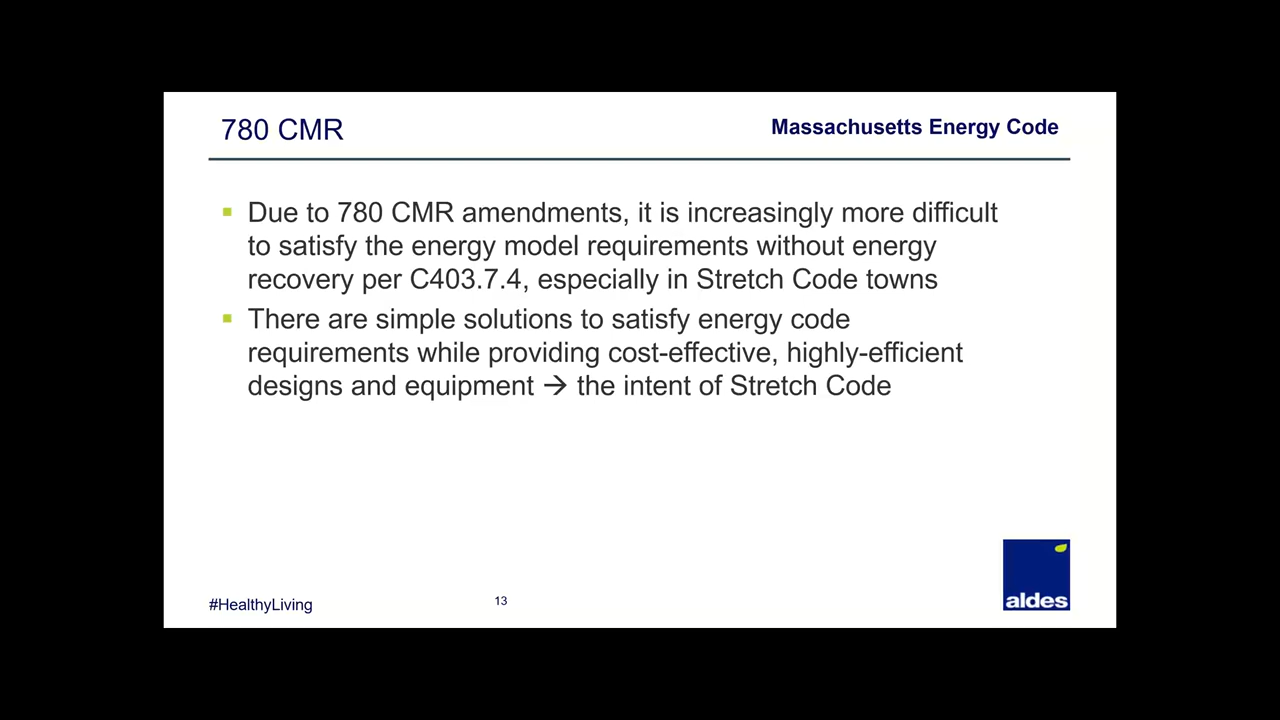 780 CMR
Massachusetts Energy Code
Due to 780 CMR amendments, it is increasingly more difficult
to satisfy the energy model requirements without energy
recovery per C403.7.4, especially in Stretch Code towns
There are simple solutions to satisfy energy code
requirements while providing cost-effective, highly-efficient
designs and equipment → the intent of Stretch Code
#HealthyLiving
13
aldes